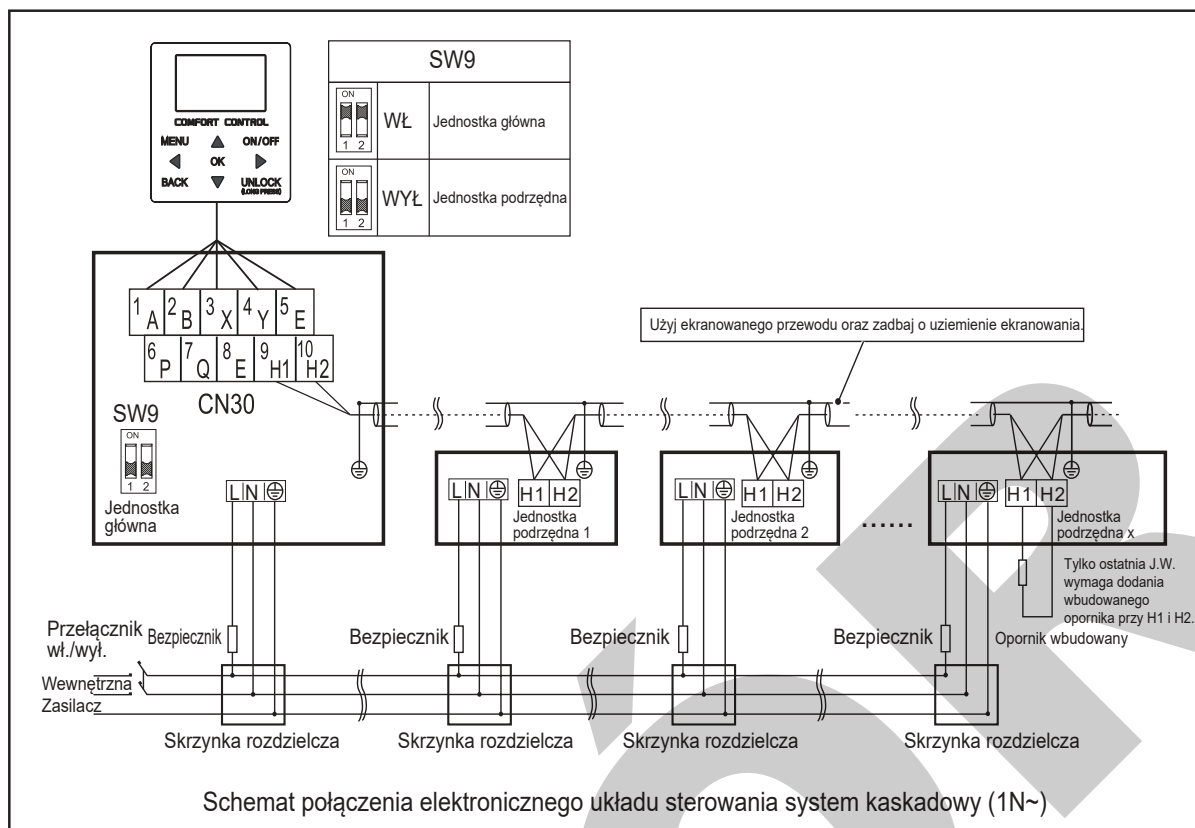 SW9
ON
1 2
WŁ
Jednostka główna
ON
1 2
WYŁ
Jednostka podrzędna
COMFORT CONTROL
MENU
ON/OFF
OK
BACK
UNLOCK
(LONG PRESS)
1 A
2 B
3 X
4 Y
5 E
6 P
7 Q
8 E
9 H1
10 H2
CN30
SW9
ON
1 2
Jednostka
główna
Użyj ekranowanego przewodu oraz zadbaj o uziemienie ekranowania.
L N
L N
H1 H2
Jednostka
podrzędna 1
L N
H1 H2
Jednostka
podrzędna 2
......
L N
H1 H2
Jednostka
podrzędna x
Tylko ostatnia J.W.
wymaga dodania
wbudowanego
opornika przy H1 i H2.
Opornik wbudowany
Przełącznik
wł./wył.
Bezpiecznik
Bezpiecznik
Bezpiecznik
Bezpiecznik
Wewnętrzna
Zasilacz
Skrzynka rozdzielcza
Skrzynka rozdzielcza
Skrzynka rozdzielcza
Skrzynka rozdzielcza
Schemat połączenia elektronicznego układu sterowania system kaskadowy (1N~)